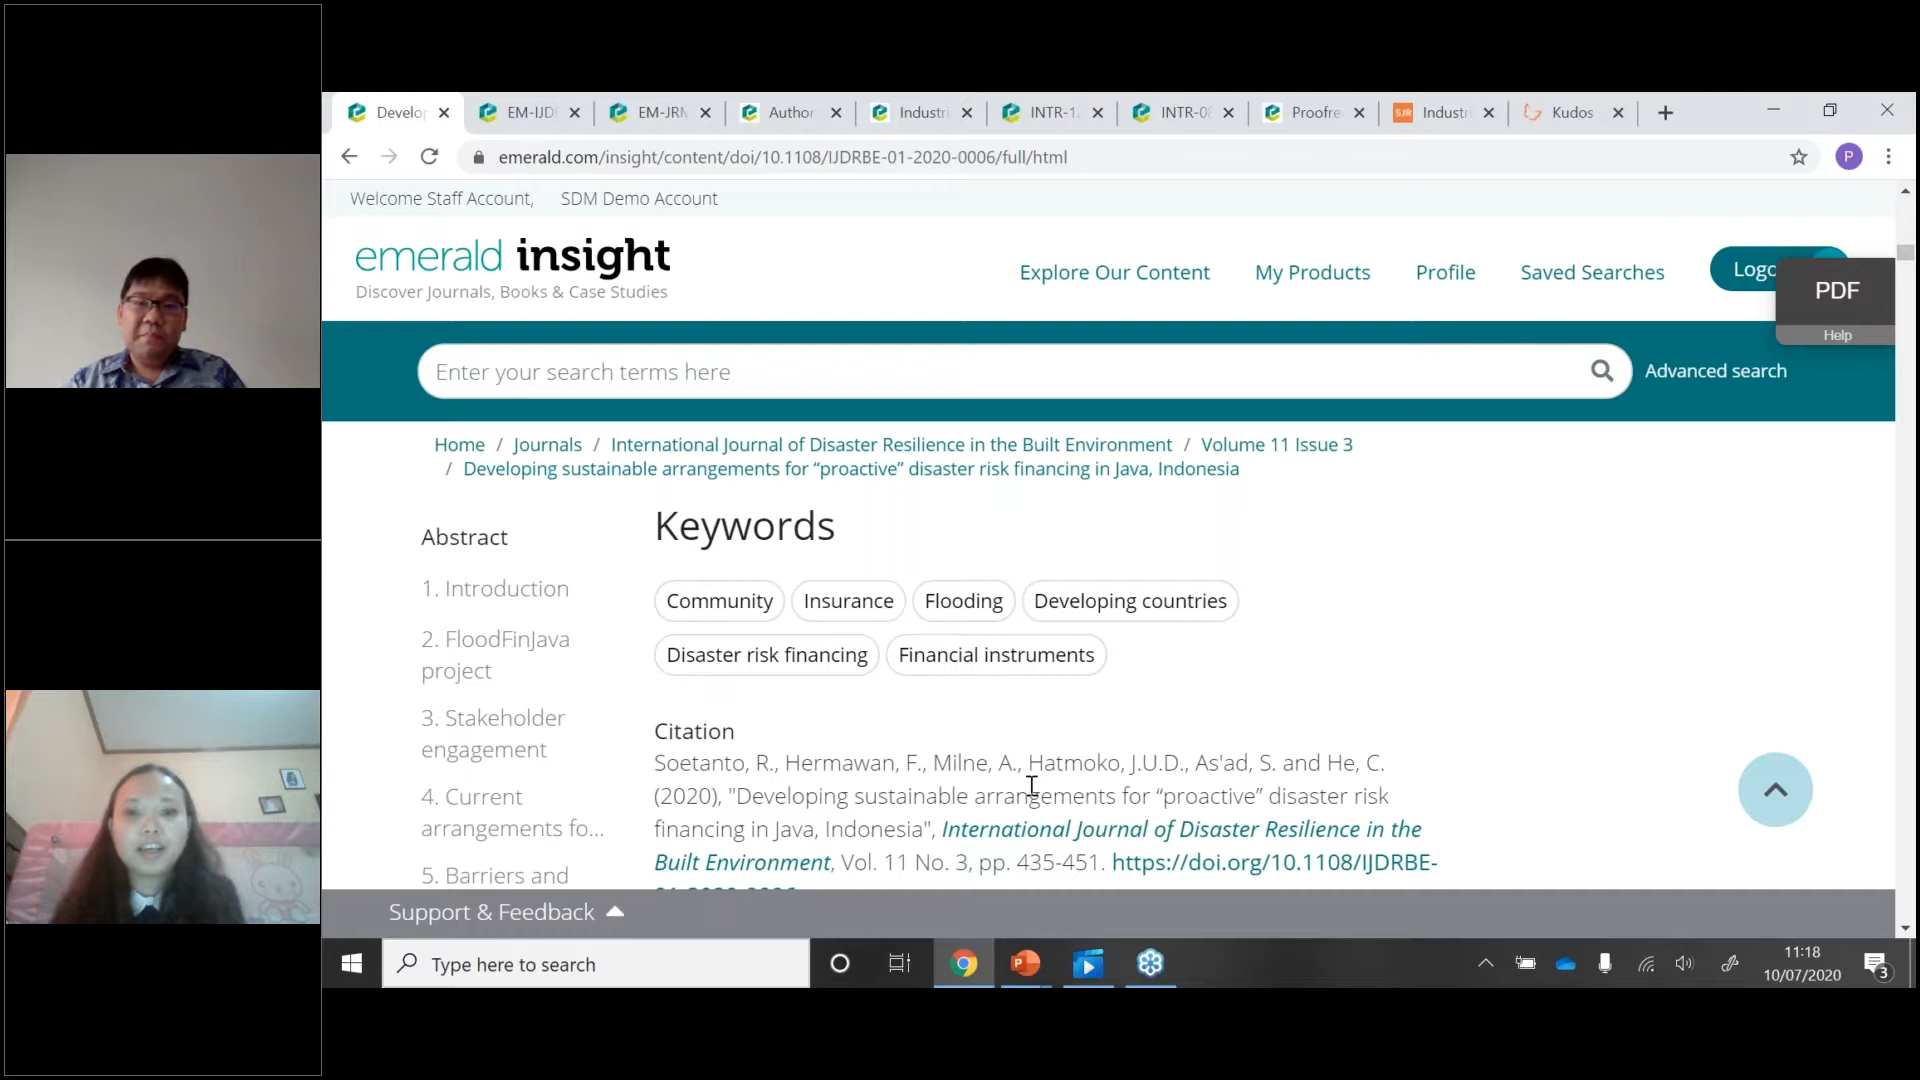 Develop
EM-IJD
EM-JRM
Author
Industri
INTR-1
INTR-0
Proofre
SJR
Industri
Kudos
emerald.com/insight/content/doi/10.1108/IJDRBE-01-2020-0006/full/html
P
Welcome Staff Account, SDM Demo Account
emerald insight
Discover Journals, Books & Case Studies
Explore Our Content
My Products
Profile
Saved Searches
Logo
PDF
Help
Enter your search terms here
Advanced search
Home / Journals / International Journal of Disaster Resilience in the Built Environment / Volume 11 Issue 3
/ Developing sustainable arrangements for “proactive” disaster risk financing in Java, Indonesia
Abstract
1. Introduction
2. FloodFinJava
project
3. Stakeholder
engagement
4. Current
arrangements fo...
5. Barriers and
Keywords
Community
Insurance
Flooding
Developing countries
Disaster risk financing
Financial instruments
Citation
Soetanto, R., Hermawan, F., Milne, A., Hatmoko, J.U.D., As'ad, S. and He, C.
(2020), "Developing sustainable arrangements for “proactive” disaster risk
financing in Java, Indonesia", International Journal of Disaster Resilience in the
Built Environment, Vol. 11 No. 3, pp. 435-451. https://doi.org/10.1108/IJDRBE-
Support & Feedback
Type here to search
11:18
10/07/2020
3